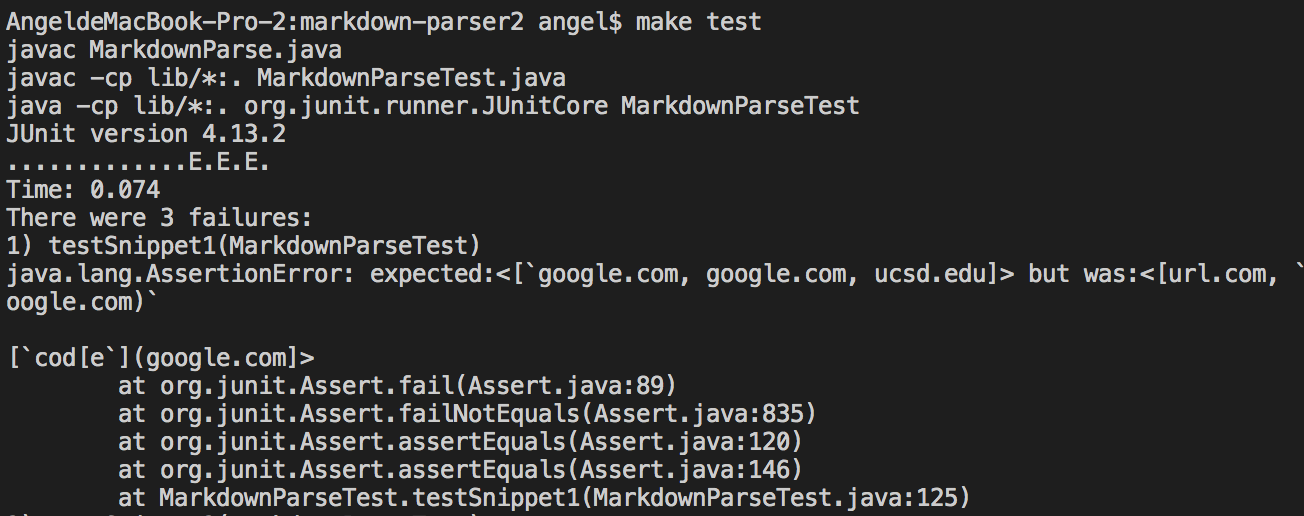 AngeldeMacBook-Pro-2:markdown-parser2 angel$ make test
javac MarkdownParse.java
javac -cp lib/*:. MarkdownParseTest.java
java -cp lib/*:. org.junit.runner.JUnitCore MarkdownParseTest
JUnit version 4.13.2
.............E.E.E.
Time: 0.074
There were 3 failures:
1) testSnippet1(MarkdownParseTest)
java.lang.AssertionError: expected:<[`google.com, google.com, ucsd.edu]> but was:<[url.com, `
oogle.com)`
[`cod[e`](google.com]>
at org.junit.Assert.fail(Assert.java:89)
at org.junit.Assert.failNotEquals(Assert.java:835)
at org.junit.Assert.assertEquals(Assert.java:120)
at org.junit.Assert.assertEquals(Assert.java:146)
at MarkdownParseTest.testSnippet1(MarkdownParseTest.java:125)